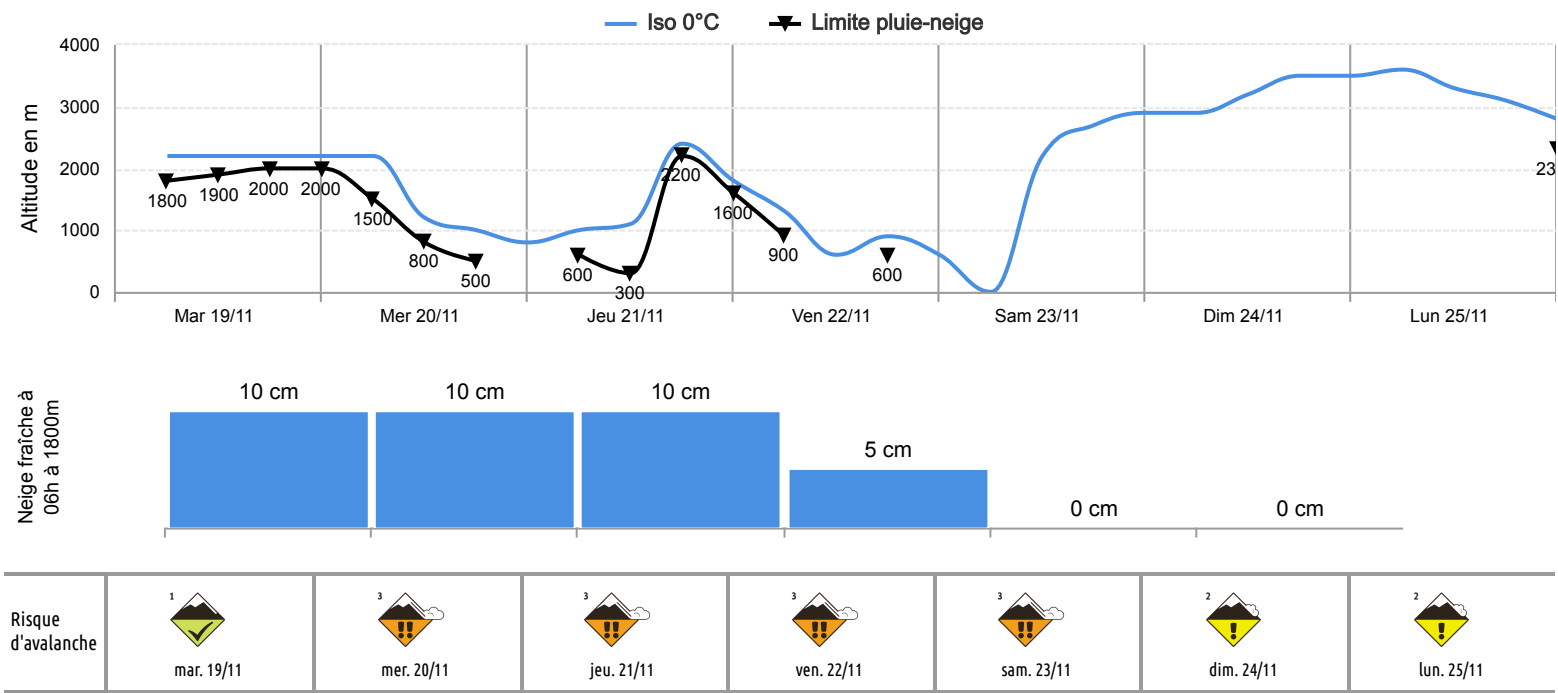 Iso 0°C Limite pluie-neige
Altitude en m
4000
3000
2000
1000
0
1800
1900
2000
2000
1500
800
500
600
300
2200
1600
900
600
23
Mar 19/11 Mer 20/11 Jeu 21/11 Ven 22/11 Sam 23/11 Dim 24/11 Lun 25/11
Neige fraîche à
06h à 1800m
10 cm 10 cm 10 cm 5 cm 0 cm 0 cm
Risque
d'avalanche
1 3 3 3 3 2 2
!! !! !! !! ! !
mar. 19/11 mer. 20/11 jeu. 21/11 ven. 22/11 sam. 23/11 dim. 24/11 lun. 25/11